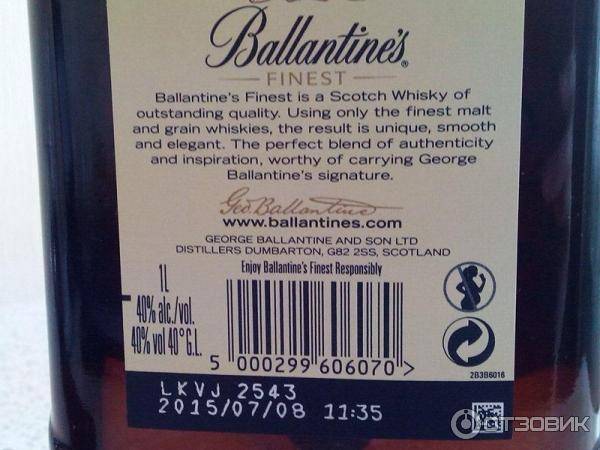 Ballantine's®
FINEST
Ballantine's Finest is a Scotch Whisky of
outstanding quality. Using only the finest malt
and grain whiskies, the result is unique, smooth
and elegant. The perfect blend of authenticity
and inspiration, worthy of carrying George
Ballantine's signature.
Geo. Ballantine
www.ballantines.com
GEORGE BALLANTINE AND SON LTD
DISTILLERS DUMBARTON, G82 2SS, SCOTLAND
Enjoy Ballantine's Finest Responsibly
1L
40% alc./vol.
40% vol 40° G.L.
5 000299 606070 >
2B3B6016
LKVJ 2543
2015/07/08 11:35
ОТЗОВИК